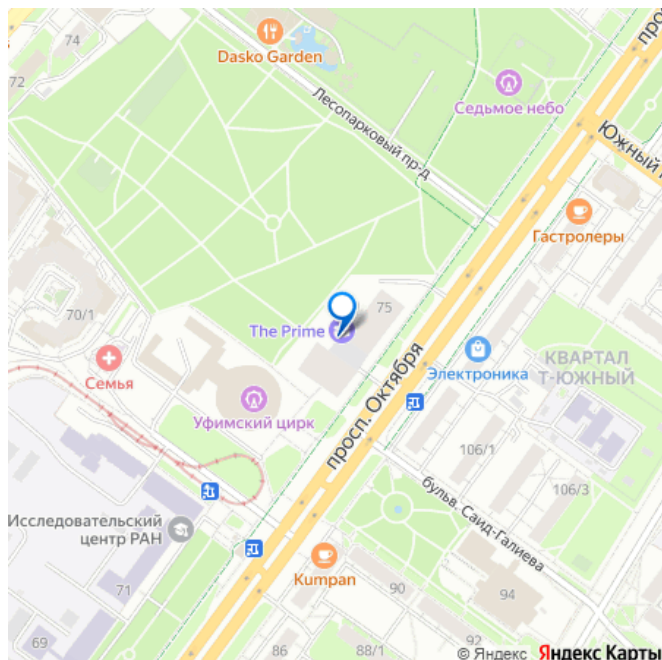 74
72
Dasko Garden
Лесопарковый пр-д
Седьмое небо
Южный
Гастролеры
70/1
Семья
The Prime
75
просп. Октября
Электроника
КВАРТАЛ
Т-ЮЖНЫЙ
Уфимский цирк
106/1
106/3
бульв. Саид-Галиева
Исследовательский
центр РАН
71
69
Kumpan
90
94
92
86
88/1
© Яндекс Яндекс Карты